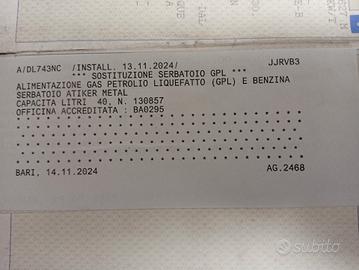 A/DL743NC /INSTALL. 13.11.2024/ JJRVB3
*** SOSTITUZIONE SERBATOIO GPL ***
ALIMENTAZIONE GAS PETROLIO LIQUEFATTO (GPL) E BENZINA
SERBATOIO ATIKER METAL
CAPACITA LITRI 40, N. 130857
OFFICINA ACCREDITATA : BA0295
BARI, 14.11.2024 AG.2468
subito